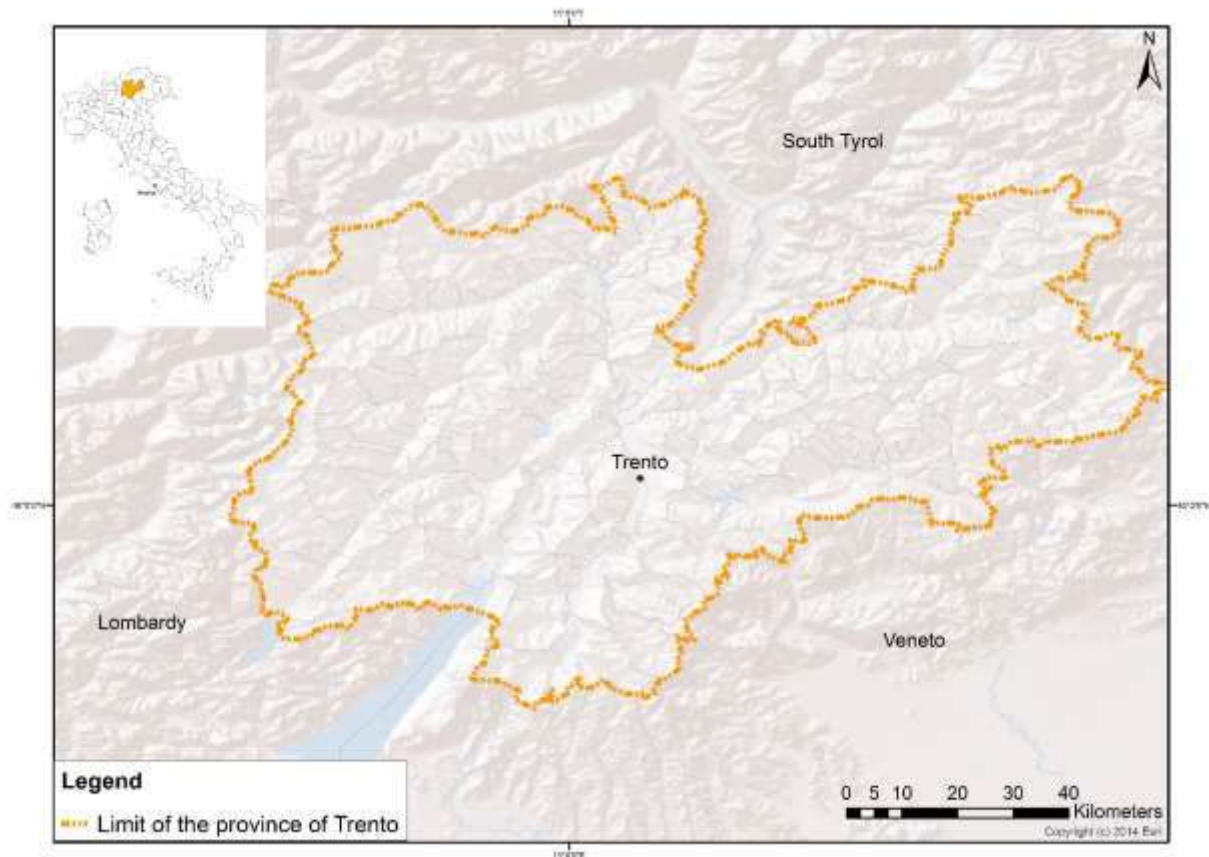 N
South Tyrol
Trento
Lombardy
Veneto
Legend
Limit of the province of Trento
0 5 10 20 30 40
Kilometers
Copyright (c) 2014 Esri